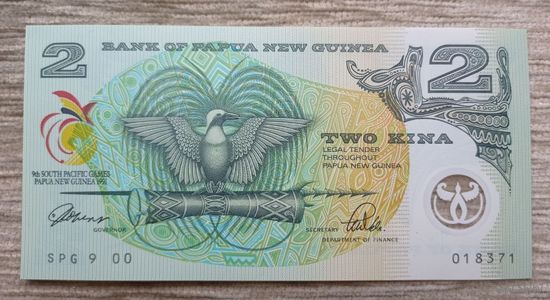 2
BANK OF PAPUA NEW GUINEA
2
9th SOUTH PACIFIC GAMES
PAPUA NEW GUINEA 1991
TWO KINA
LEGAL TENDER
THROUGHOUT
PAPUA NEW GUINEA
GOVERNOR
SECRETARY
DEPARTMENT OF FINANCE
SPG 9 00
018371